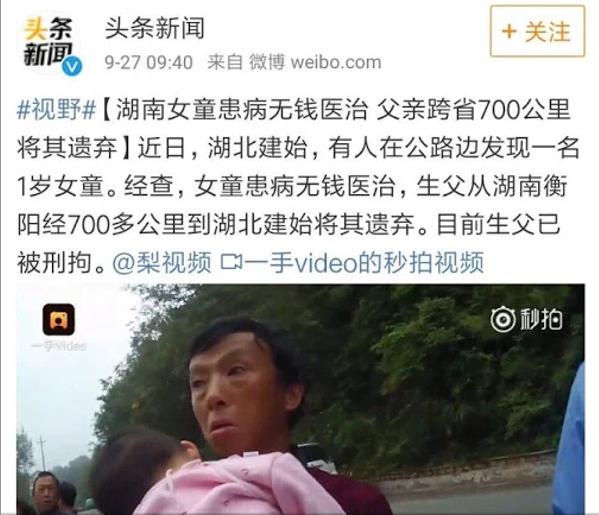 头条
新闻
头条新闻
9-27 09:40 来自 微博 weibo.com
+ 关注
#视野#【湖南女童患病无钱医治 父亲跨省700公里
将其遗弃】近日，湖北建始，有人在公路边发现一名
1岁女童。经查，女童患病无钱医治，生父从湖南衡
阳经700多公里到湖北建始将其遗弃。目前生父已
被刑拘。@梨视频 一手video的秒拍视频
一手video
秒拍